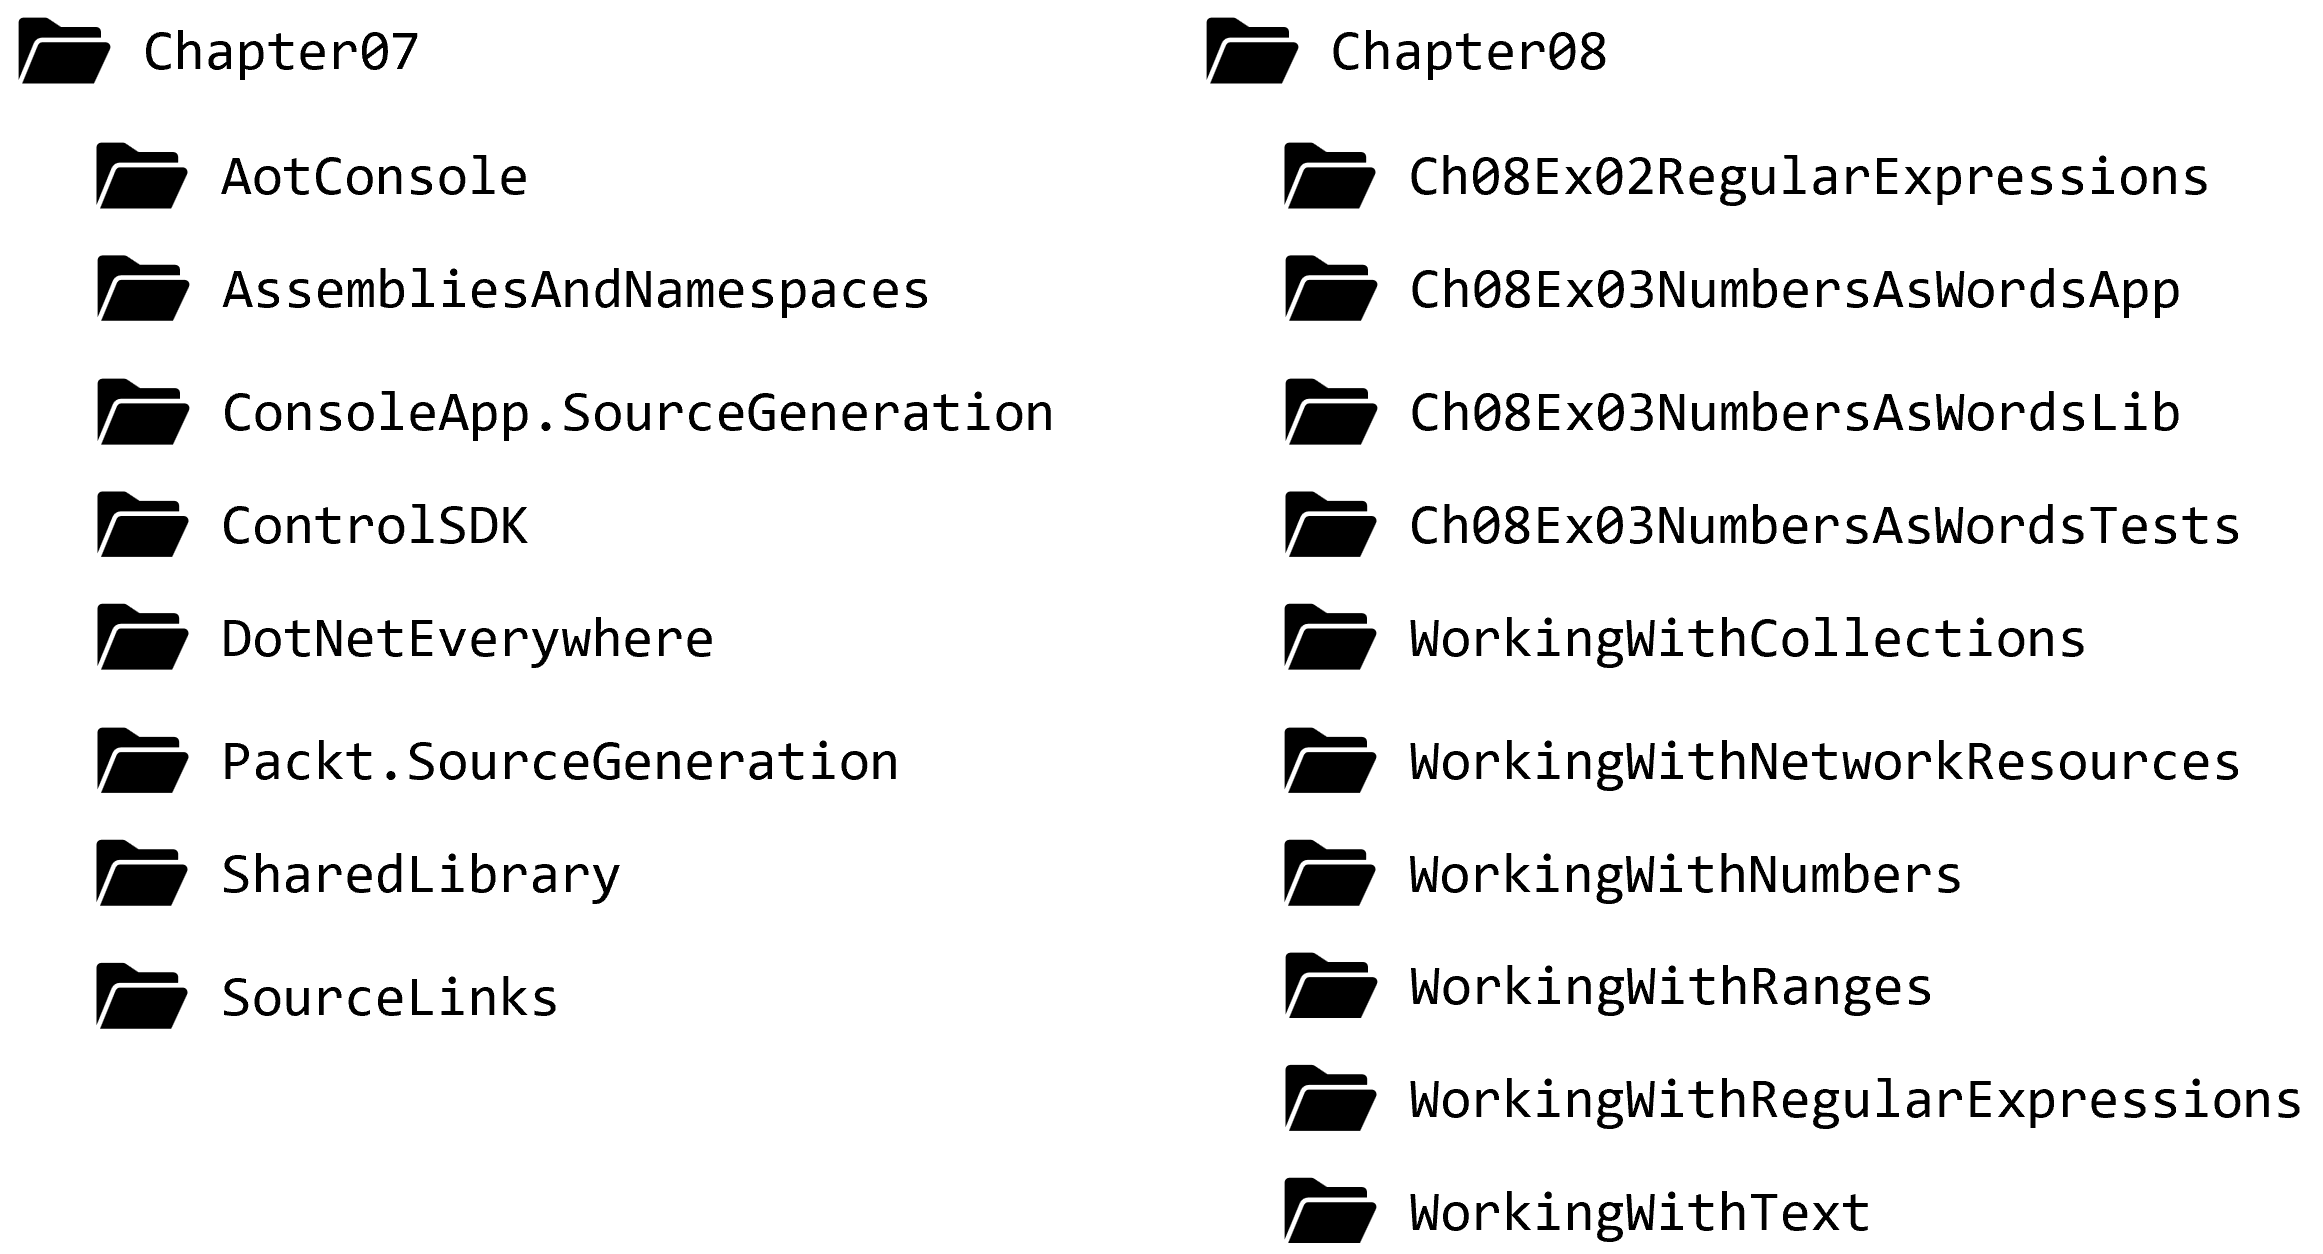 Chapter07
AotConsole
AssembliesAndNamespaces
ConsoleApp.SourceGeneration
ControlSDK
DotNetEverywhere
Packt.SourceGeneration
SharedLibrary
SourceLinks
Chapter08
Ch08Ex02RegularExpressions
Ch08Ex03NumbersAsWordsApp
Ch08Ex03NumbersAsWordsLib
Ch08Ex03NumbersAsWordsTests
WorkingWithCollections
WorkingWithNetworkResources
WorkingWithNumbers
WorkingWithRanges
WorkingWithRegularExpressions
WorkingWithText